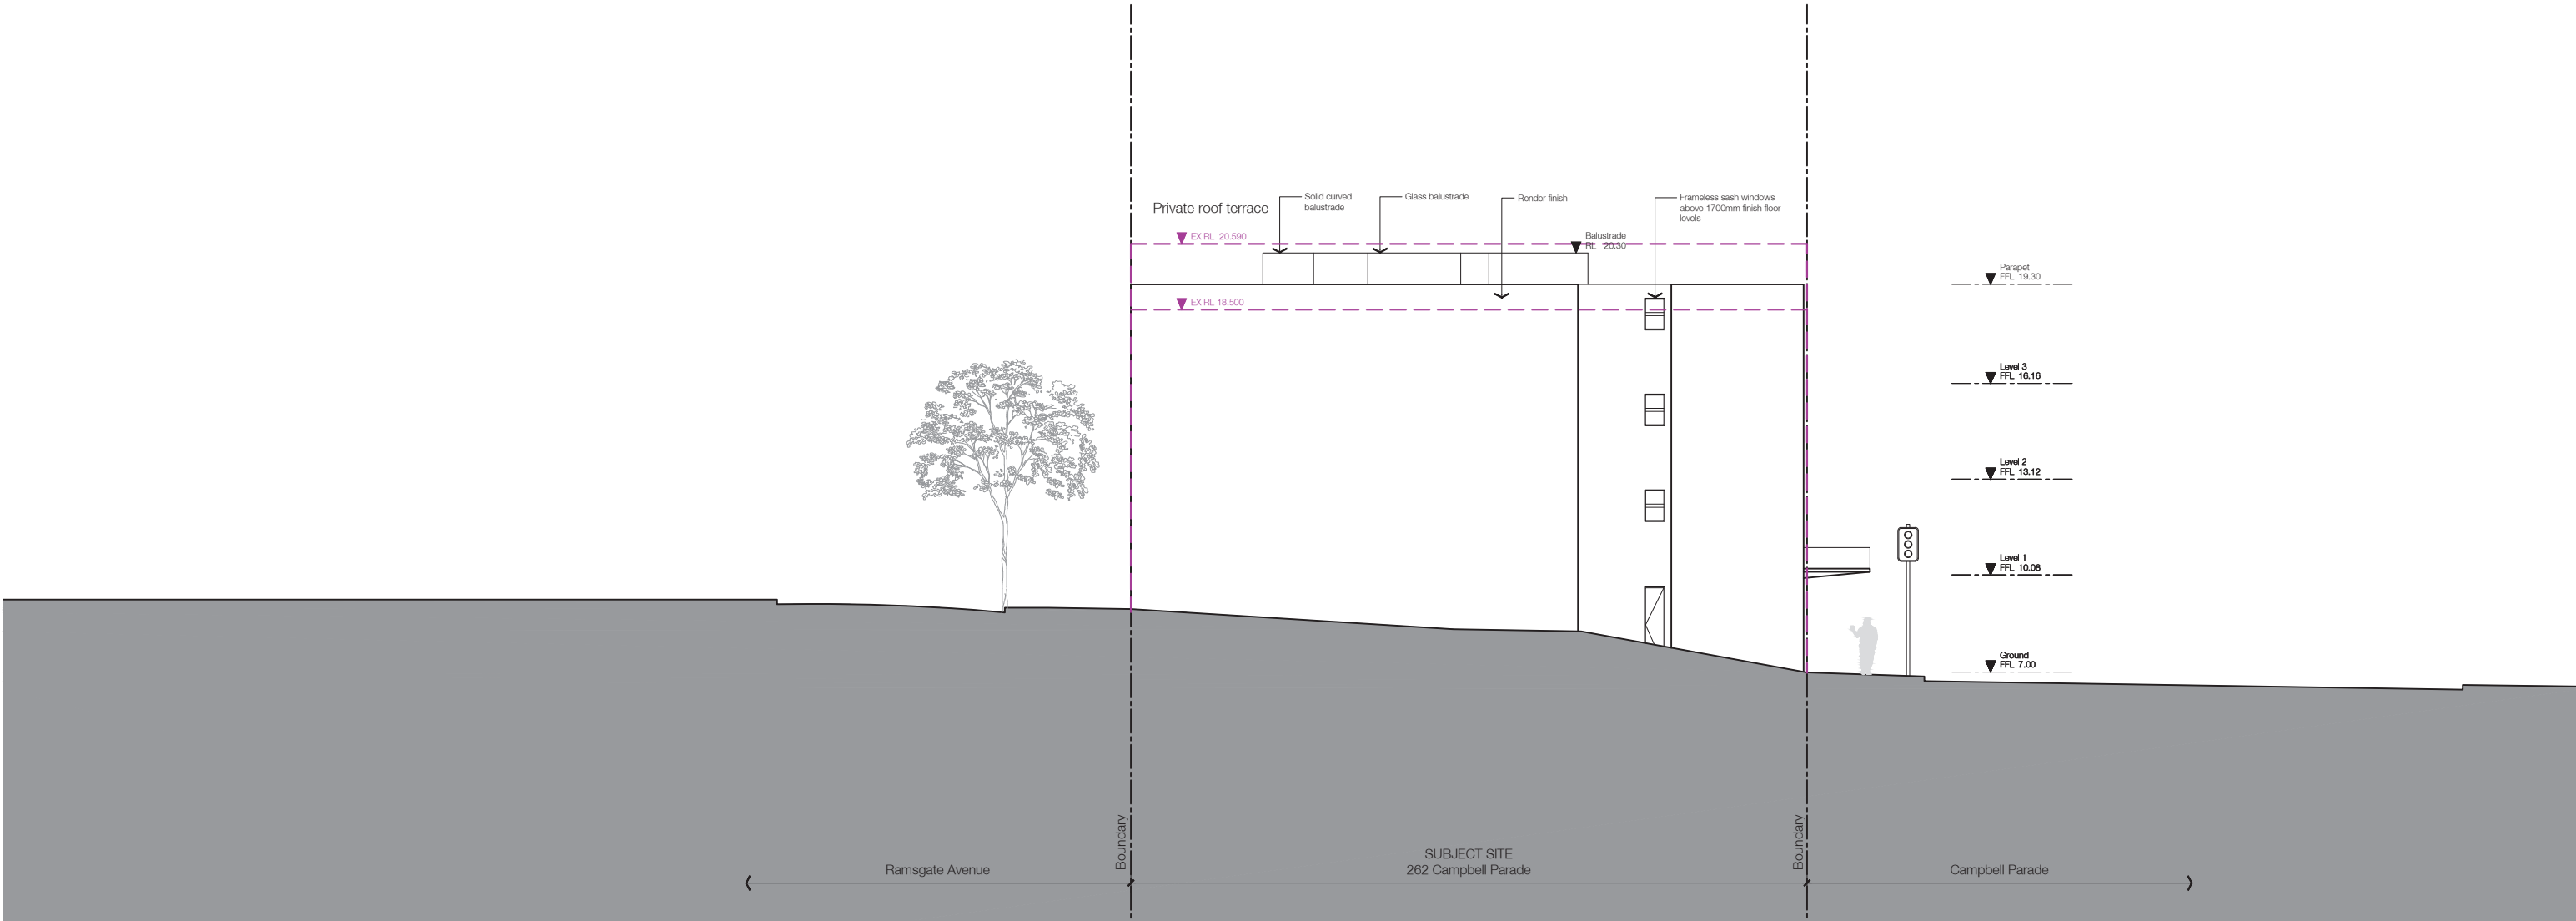 Private roof terrace
Solid curved
balustrade
Glass balustrade
Render finish
Frameless sash windows
above 1700mm finish floor
levels
EX RL 20.590
Balustrade
RL 20.30
EX RL 18.500
Parapet
FFL 19.30
Level 3
FFL 16.16
Level 2
FFL 13.12
Level 1
FFL 10.08
Ground
FFL 7.00
Boundary
Boundary
Ramsgate Avenue
SUBJECT SITE
262 Campbell Parade
Campbell Parade